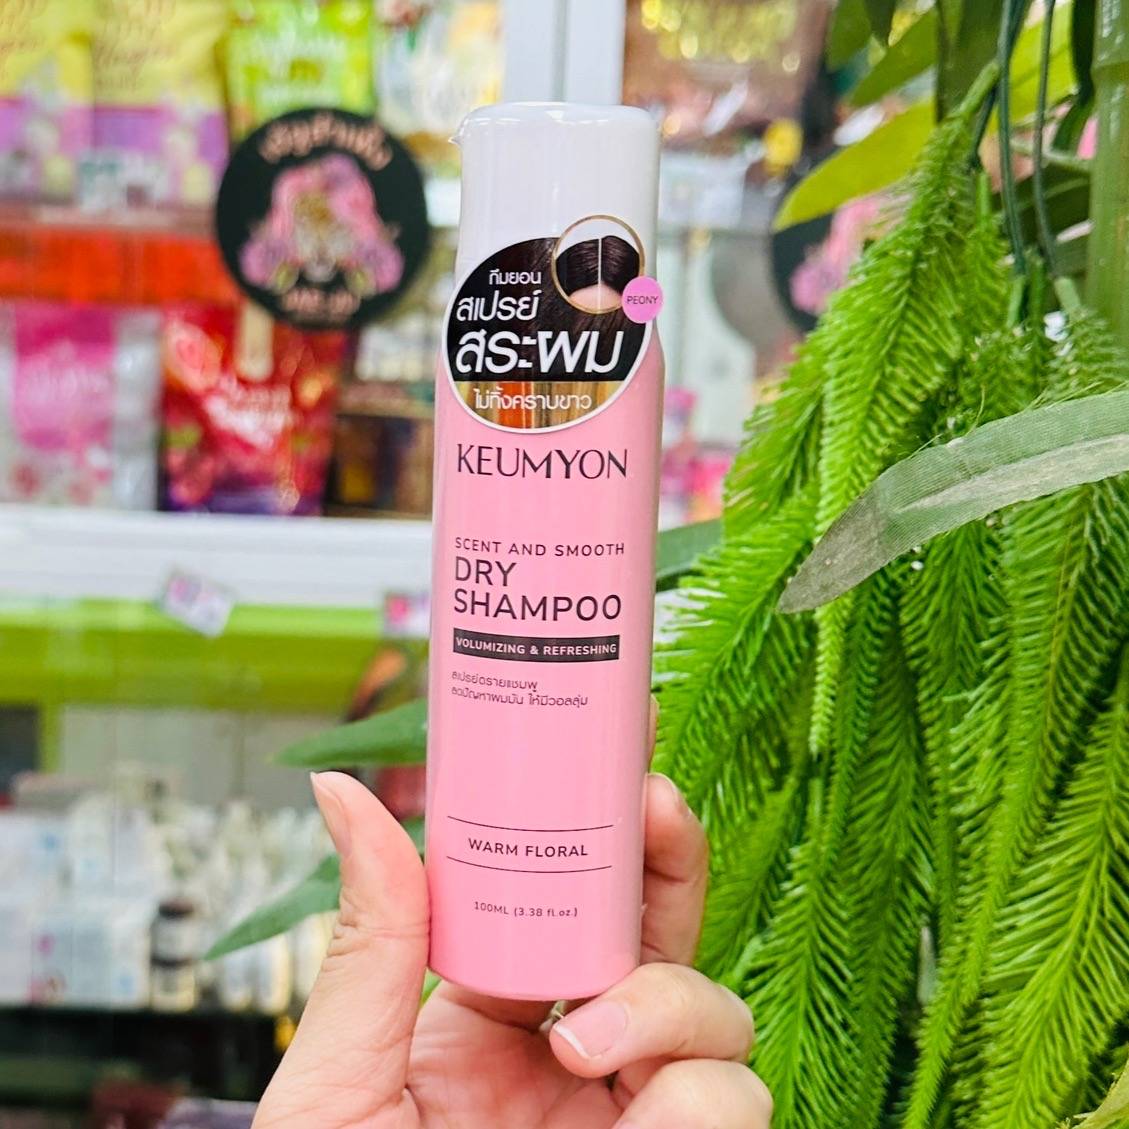 กึมยอน
สเปรย์
สระผม
ไม่ทิ้งคราบขาว
PEONY
KEUMYON
SCENT AND SMOOTH
DRY
SHAMPOO
VOLUMIZING & REFRESHING
สเปรย์ดรายแชมพู
ลดปัญหาผมมัน ให้มีวอลลุ่ม
WARM FLORAL
100ML (3.38 fl.oz.)